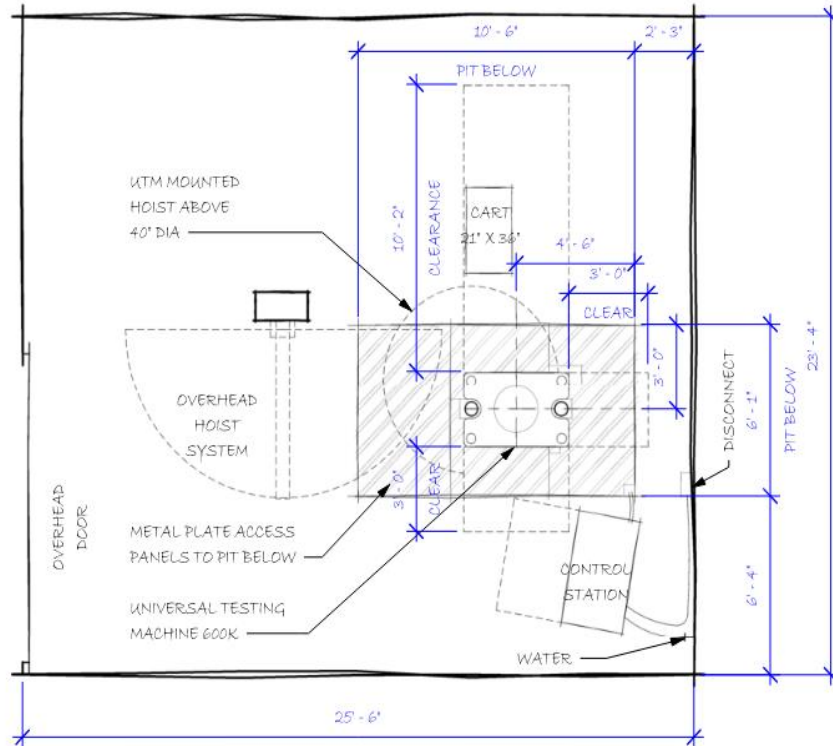 10' - 6"
2' - 3"
PIT BELOW
UTM MOUNTED
HOIST ABOVE
40" DIA
10' - 2"
CLEARANCE
CART
21" X 36"
4' - 6"
3' - 0"
CLEAR
3' - 0"
6' - 1"
PIT BELOW
23' - 4"
DISCONNECT
OVERHEAD
HOIST
SYSTEM
3' - 0"
CLEAR
OVERHEAD
DOOR
METAL PLATE ACCESS
PANELS TO PIT BELOW
CONTROL
STATION
6' - 4"
UNIVERSAL TESTING
MACHINE 600K
WATER
25' - 6"